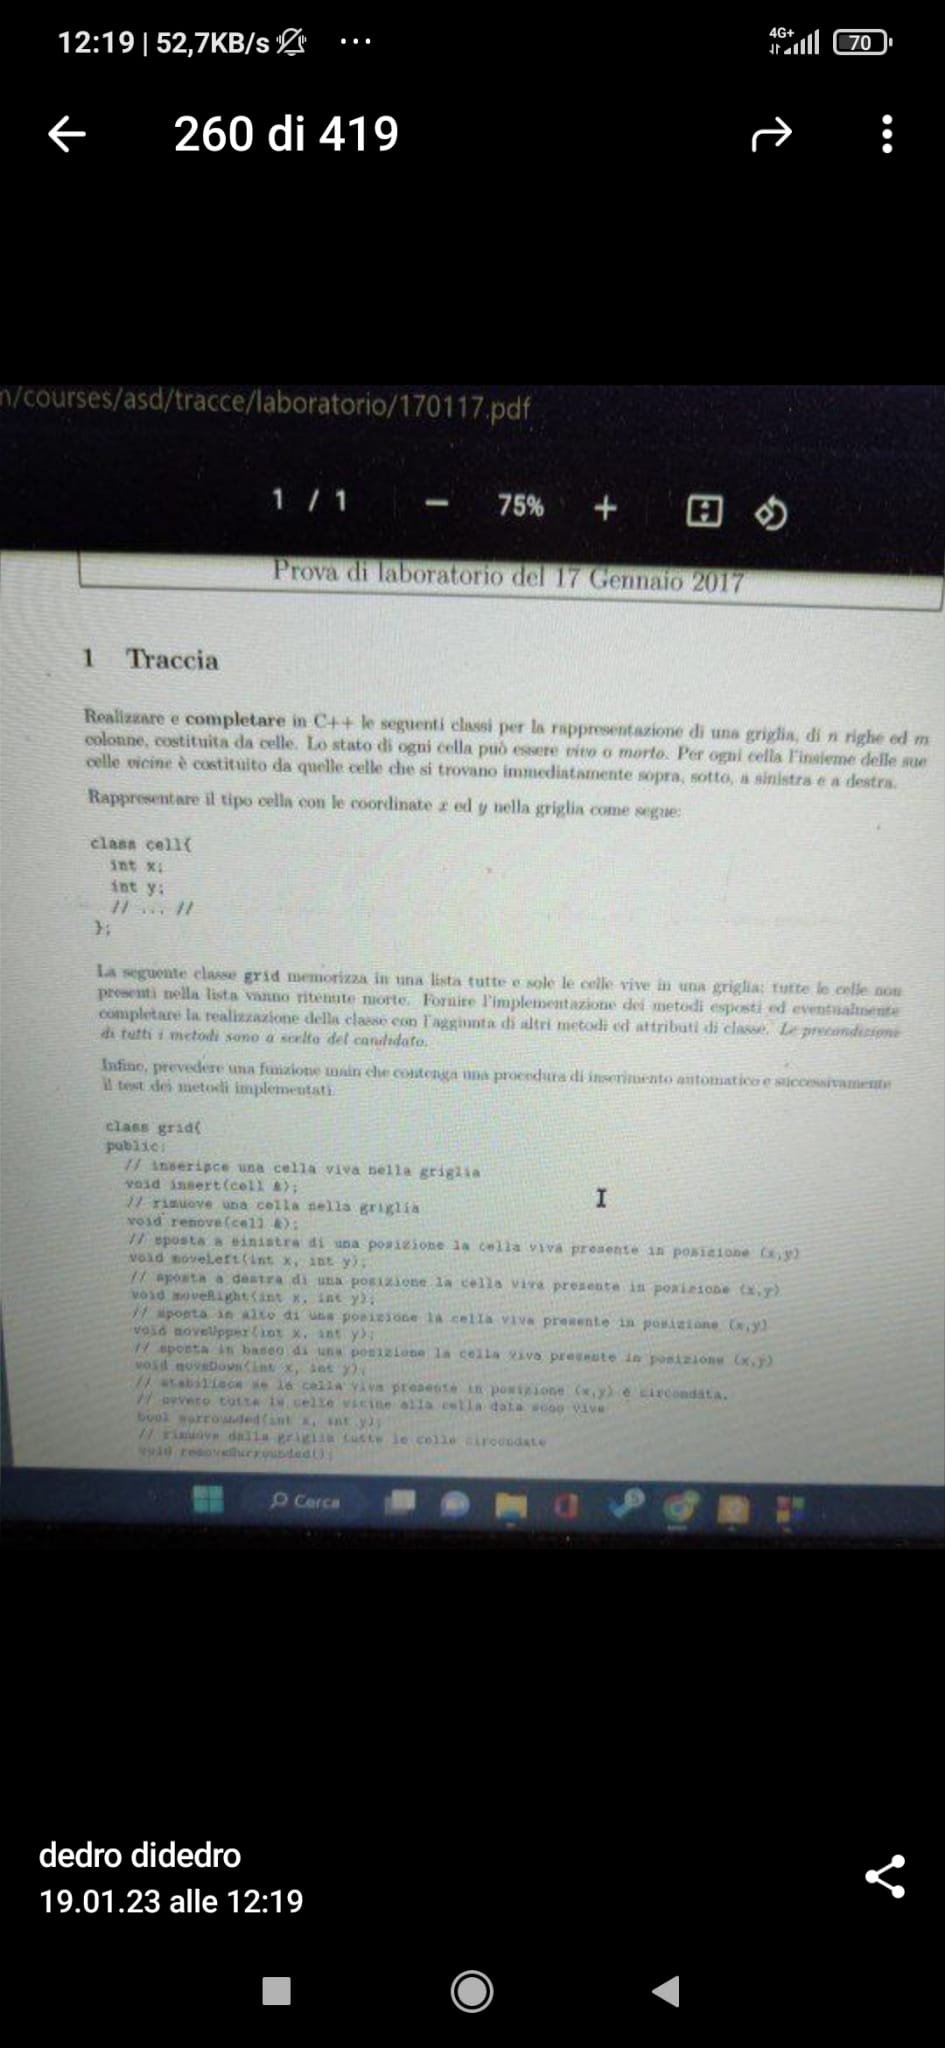 12:19 | 52,7KB/s ...
4G+ 70
260 di 419
n/courses/asd/tracce/laboratorio/170117.pdf
1 / 1 − 75% +
Prova di laboratorio del 17 Gennaio 2017
1 Traccia
Realizzare e completare in C++ le seguenti classi per la rappresentazione di una griglia, di n righe ed m
colonne, costituita da celle. Lo stato di ogni cella può essere vivo o morto. Per ogni cella l'insieme delle sue
celle vicine è costituito da quelle celle che si trovano immediatamente sopra, sotto, a sinistra e a destra.
Rappresentare il tipo cella con le coordinate x ed y nella griglia come segue:
class cell{
int x;
int y;
// ... //
};
La seguente classe grid memorizza in una lista tutte e sole le celle vive in una griglia; tutte le celle non
presenti nella lista vanno ritenute morte. Fornire l'implementazione dei metodi esposti ed eventualmente
completare la realizzazione della classe con l'aggiunta di altri metodi ed attributi di classe. Le precondizione
di tutti i metodi sono a scelta del candidato.
Infine, prevedere una funzione main che contenga una procedura di inserimento automatico e successivamente
il test dei metodi implementati.
class grid{
public:
// inserisce una cella viva nella griglia
void insert(cell &);
// rimuove una cella nella griglia
void remove(cell &);
// sposta a sinistra di una posizione la cella viva presente in posizione (x,y)
void moveLeft(int x, int y);
// sposta a destra di una posizione la cella viva presente in posizione (x,y)
void moveRight(int x, int y);
// sposta in alto di una posizione la cella viva presente in posizione (x,y)
void moveUpper(int x, int y);
// sposta in basso di una posizione la cella viva presente in posizione (x,y)
void moveDown(int x, int y);
// stabilisce se la cella viva presente in posizione (x,y) è circondata,
// ovvero tutte le celle vicine alla cella data sono vive
bool surrounded(int x, int y);
// rimuove dalla griglia tutte le celle circondate
void removeSurrounded();
Cerca
dedro didedro
19.01.23 alle 12:19